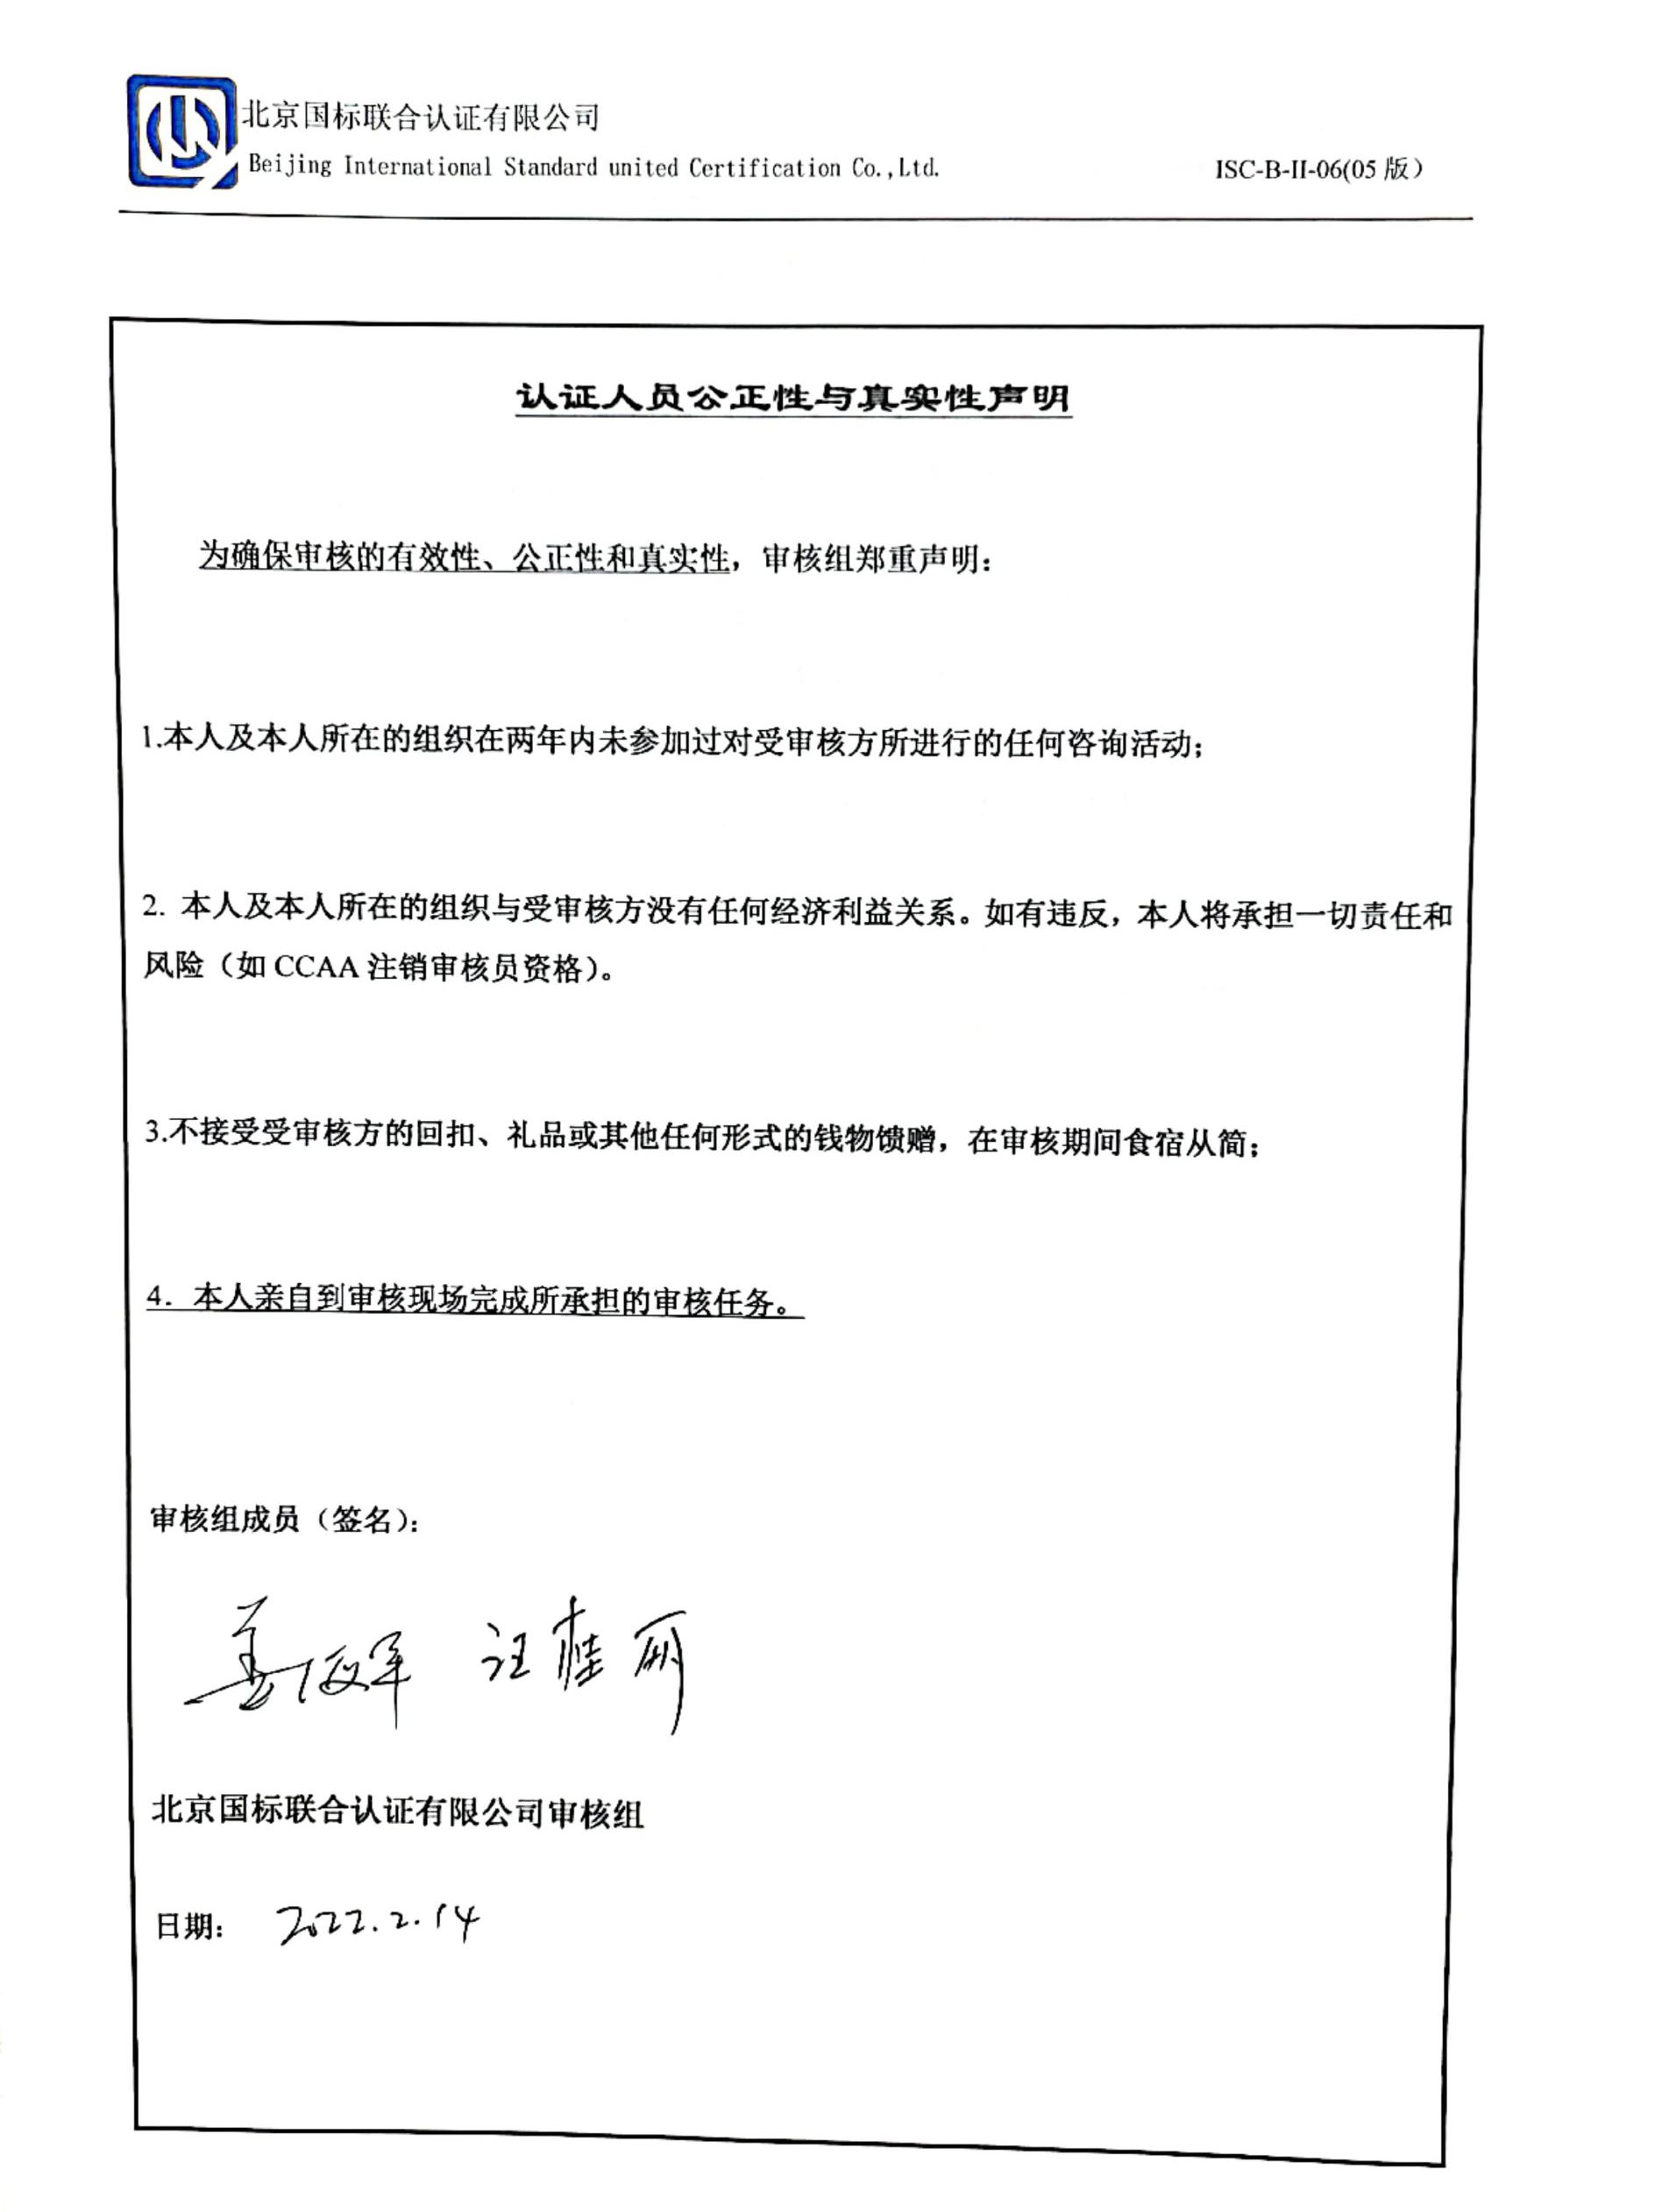 北京国标联合认证有限公司
Beijing International Standard united Certification Co.,Ltd.
ISC-B-II-06(05 版）
认证人员公正性与真实性声明
为确保审核的有效性、公正性和真实性，审核组郑重声明：
1.本人及本人所在的组织在两年内未参加过对受审核方所进行的任何咨询活动；
2. 本人及本人所在的组织与受审核方没有任何经济利益关系。如有违反，本人将承担一切责任和
风险（如 CCAA 注销审核员资格）。
3.不接受受审核方的回扣、礼品或其他任何形式的钱物馈赠，在审核期间食宿从简；
4. 本人亲自到审核现场完成所承担的审核任务。
审核组成员（签名）：
汪桂丽
北京国标联合认证有限公司审核组
日期： 2022.2.14